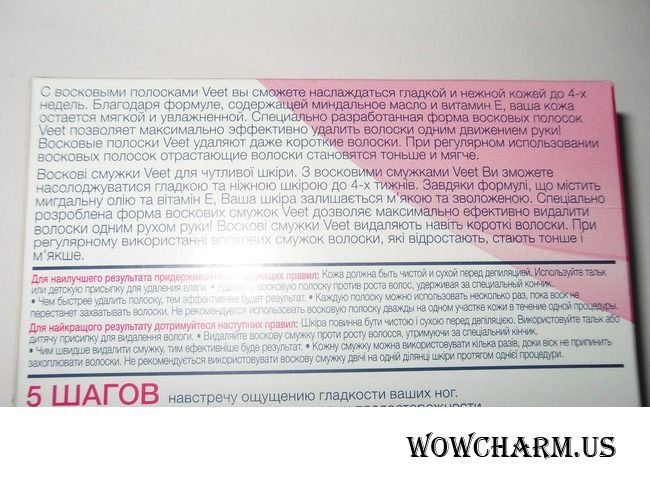 С восковыми полосками Veet вы сможете наслаждаться гладкой и нежной кожей до 4-х
недель. Благодаря формуле, содержащей миндальное масло и витамин Е, ваша кожа
остается мягкой и увлажненной. Специально разработанная форма восковых полосок
Veet позволяет максимально эффективно удалить волоски одним движением руки!
Восковые полоски Veet удаляют даже короткие волоски. При регулярном использовании
восковых полосок отрастающие волоски становятся тоньше и мягче.
Воскові смужки Veet для чутливої шкіри. З восковими смужками Veet Ви зможете
насолоджуватися гладкою та ніжною шкірою до 4-х тижнів. Завдяки формулі, що містить
мигдальну олію та вітамін Е, Ваша шкіра залишається м'якою та зволоженою. Спеціально
розроблена форма воскових смужок Veet дозволяє максимально ефективно видалити
волоски одним рухом руки! Воскові смужки Veet видаляють навіть короткі волоски. При
регулярному використанні воскових смужок волоски, які відростають, стають тонше і
м'якше.
Для наилучшего результата придерживайтесь следующих правил: Кожа должна быть чистой и сухой перед депиляцией. Используйте тальк
или детскую присыпку для удаления влаги. • Удаляйте восковую полоску против роста волос, удерживая за специальный кончик.
• Чем быстрее удалить полоску, тем эффективнее будет результат. • Каждую полоску можно использовать несколько раз, пока воск не
перестанет захватывать волоски. Не рекомендуется использовать восковую полоску дважды на одном участке кожи в течение одной процедуры.
Для найкращого результату дотримуйтеся наступних правил: Шкіра повинна бути чистою і сухою перед депіляцією. Використовуйте тальк або
дитячу присипку для видалення вологи. • Видаляйте воскову смужку проти росту волосся, утримуючи за спеціальний кінчик.
• Чим швидше видалити смужку, тим ефективніше буде результат. • Кожну смужку можна використовувати кілька разів, доки віск не припинить
захоплювати волоски. Не рекомендується використовувати воскову смужку двічі на одній ділянці шкіри протягом однієї процедури.
5 ШАГОВ навстречу ощущению гладкости ваших ног.
WOWCHARM.US